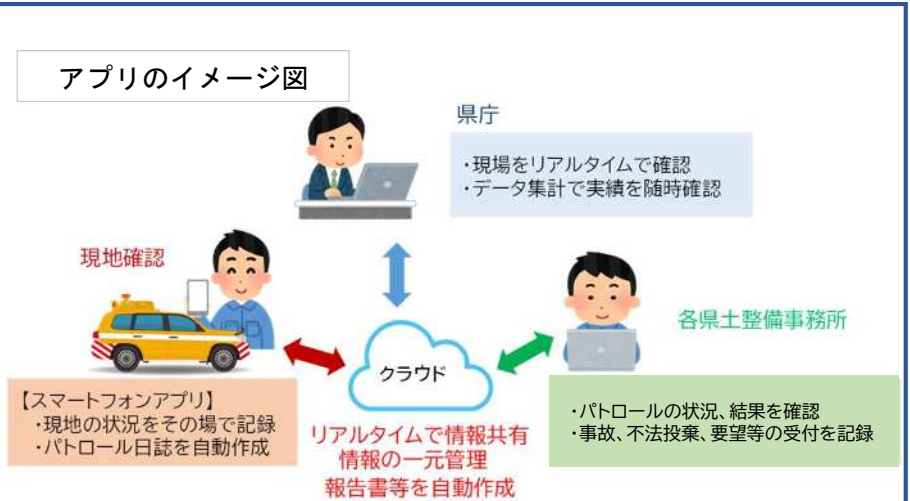 アプリのイメージ図
県庁
・現場をリアルタイムで確認
・データ集計で実績を随時確認
現地確認
各県土整備事務所
クラウド
【スマートフォンアプリ】
・現地の状況をその場で記録
・パトロール日誌を自動作成
リアルタイムで情報共有
情報の一元管理
報告書等を自動作成
・パトロールの状況、結果を確認
・事故、不法投棄、要望等の受付を記録